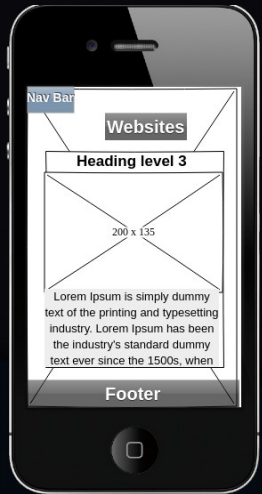 Nav Bar
Websites
Heading level 3
200 x 135
Lorem Ipsum is simply dummy
text of the printing and typesetting
industry. Lorem Ipsum has been
the industry's standard dummy
text ever since the 1500s, when
Footer